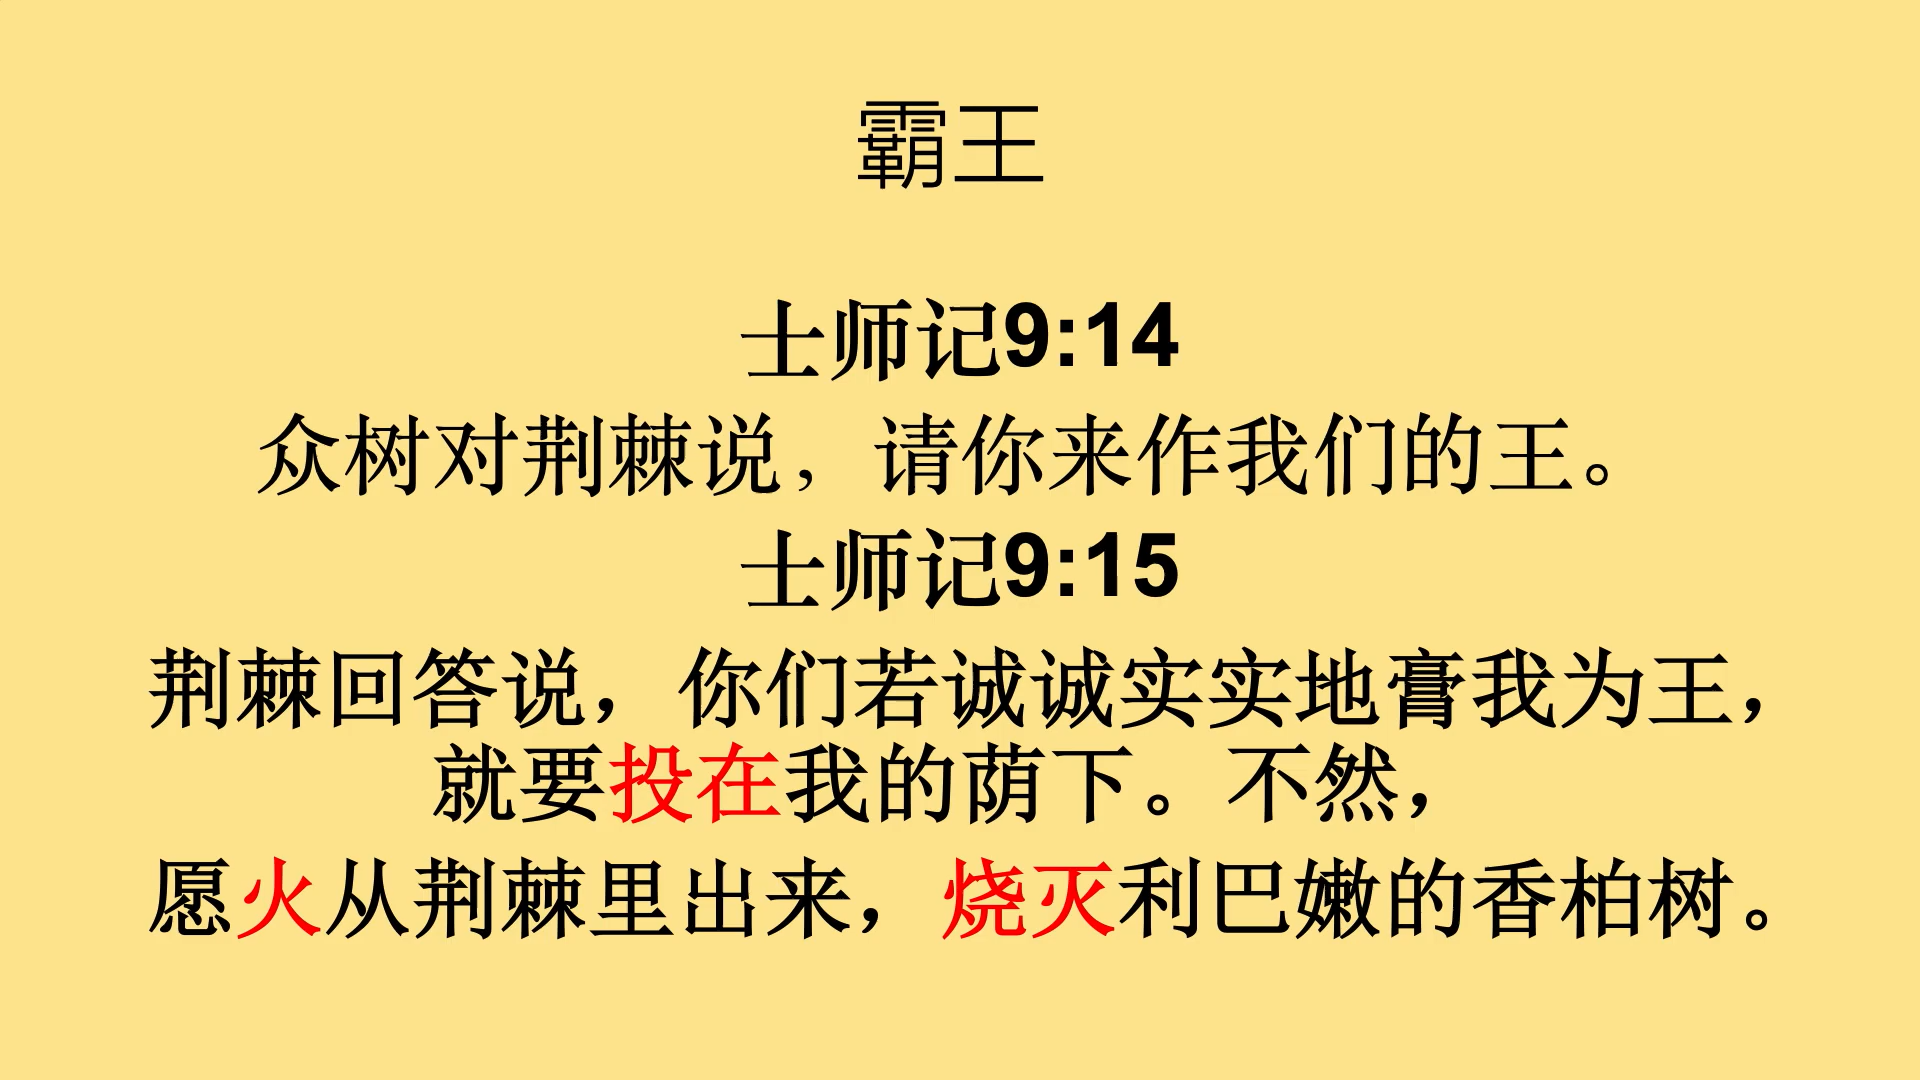 霸王
士师记9:14
众树对荆棘说，请你来作我们的王。
士师记9:15
荆棘回答说，你们若诚诚实实地膏我为王，
就要投在我的荫下。不然，
愿火从荆棘里出来，烧灭利巴嫩的香柏树。